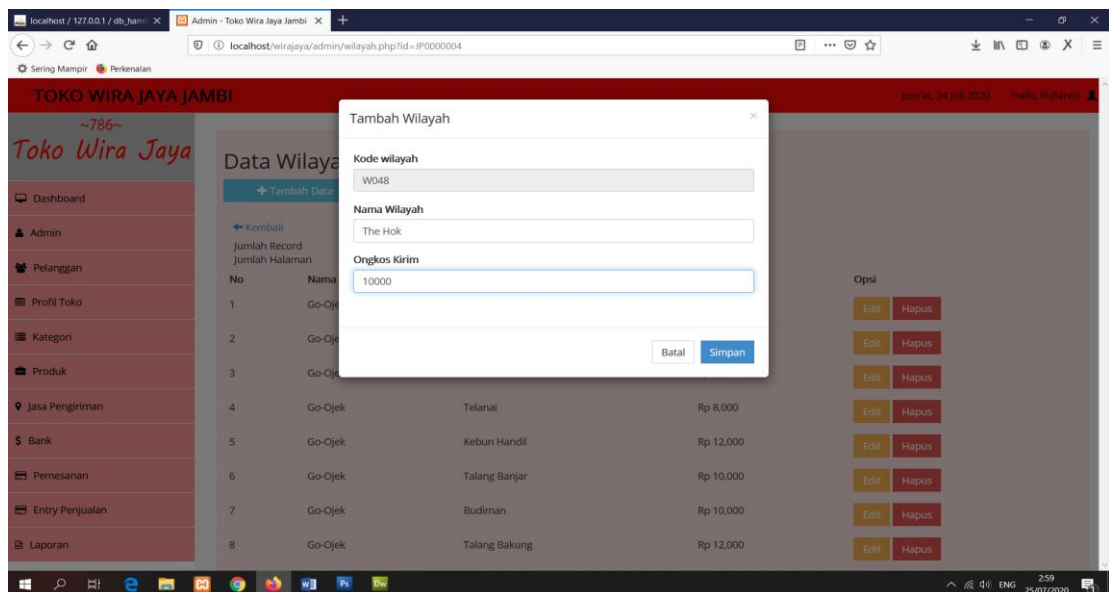 localhost / 127.0.0.1 / db_hami
Admin - Toko Wira Jaya Jambi
localhost/wirajaya/admin/wilayah.php?id=JP0000004
Sering Mampir Perkenalan
TOKO WIRA JAYA JAMBI
Jum'at, 24 Juli 2020 Hallo, Yulianto
~786~
Toko Wira Jaya
Dashboard
Admin
Pelanggan
Profil Toko
Kategori
Produk
Jasa Pengiriman
$ Bank
Pemesanan
Entry Penjualan
Laporan
Data Wilaya
Tambah Data
Kembali
Jumlah Record
Jumlah Halaman
No Nama Opsi
1 Go-Oje Edit Hapus
2 Go-Oje Edit Hapus
3 Go-Oje Edit Hapus
4 Go-Ojek Telanai Rp 8,000 Edit Hapus
5 Go-Ojek Kebun Handil Rp 12,000 Edit Hapus
6 Go-Ojek Talang Banjar Rp 10,000 Edit Hapus
7 Go-Ojek Budiman Rp 10,000 Edit Hapus
8 Go-Ojek Talang Bakung Rp 12,000 Edit Hapus
Tambah Wilayah
Kode wilayah
W048
Nama Wilayah
The Hok
Ongkos Kirim
10000
Batal Simpan
ENG
2:59
25/07/2020